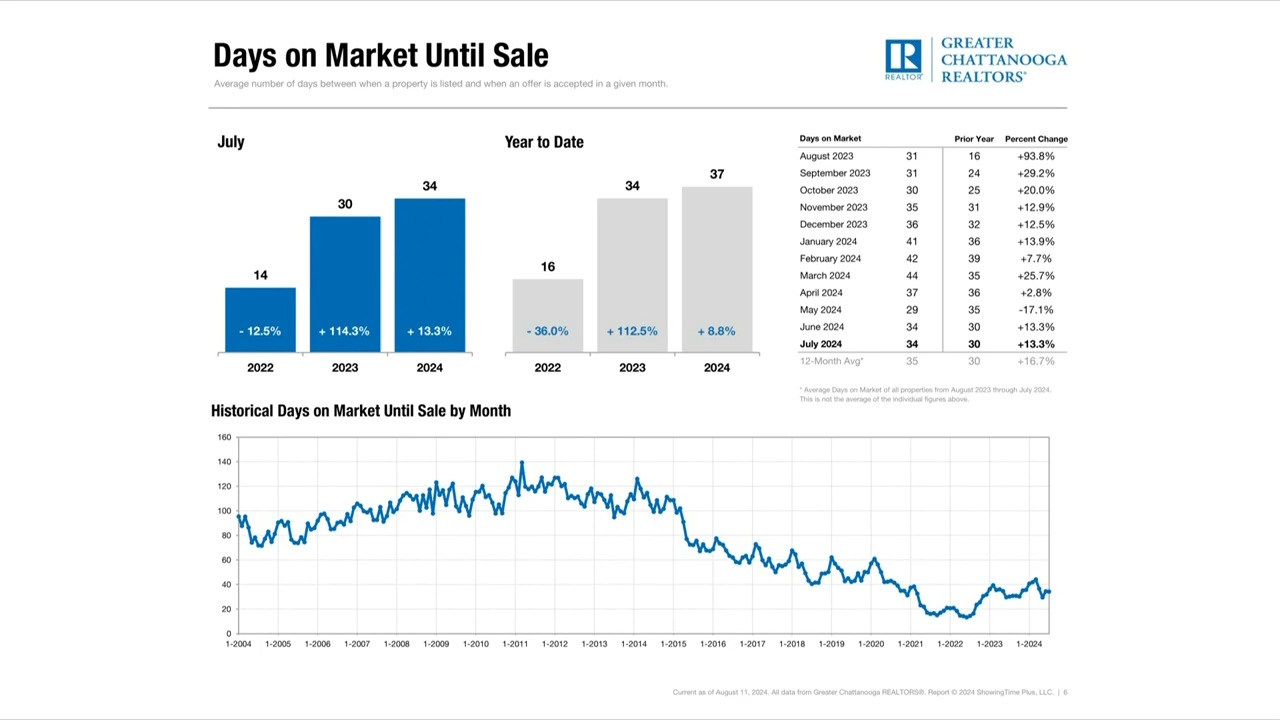 Days on Market Until Sale
Average number of days between when a property is listed and when an offer is accepted in a given month.
REALTOR®
GREATER
CHATTANOOGA
REALTORS®
July
14
30
34
- 12.5%
+ 114.3%
+ 13.3%
2022
2023
2024
Year to Date
16
34
37
- 36.0%
+ 112.5%
+ 8.8%
2022
2023
2024
Days on Market Prior Year Percent Change
August 2023 31 16 +93.8%
September 2023 31 24 +29.2%
October 2023 30 25 +20.0%
November 2023 35 31 +12.9%
December 2023 36 32 +12.5%
January 2024 41 36 +13.9%
February 2024 42 39 +7.7%
March 2024 44 35 +25.7%
April 2024 37 36 +2.8%
May 2024 29 35 -17.1%
June 2024 34 30 +13.3%
July 2024 34 30 +13.3%
12-Month Avg* 35 30 +16.7%
* Average Days on Market of all properties from August 2023 through July 2024.
This is not the average of the individual figures above.
Historical Days on Market Until Sale by Month
160
140
120
100
80
60
40
20
0
1-2004 1-2005 1-2006 1-2007 1-2008 1-2009 1-2010 1-2011 1-2012 1-2013 1-2014 1-2015 1-2016 1-2017 1-2018 1-2019 1-2020 1-2021 1-2022 1-2023 1-2024
Current as of August 11, 2024. All data from Greater Chattanooga REALTORS®. Report © 2024 ShowingTime Plus, LLC. | 6